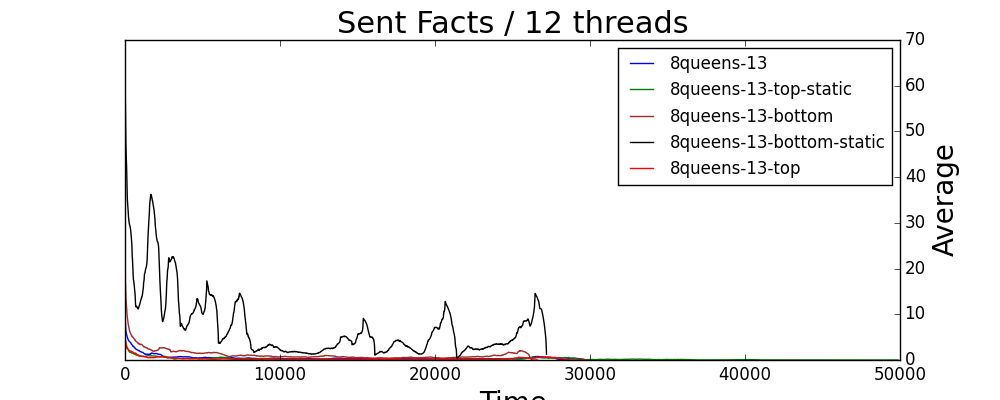 Sent Facts / 12 threads
8queens-13
8queens-13-top-static
8queens-13-bottom
8queens-13-bottom-static
8queens-13-top
70
60
50
40
30
20
10
0
Average
0 10000 20000 30000 40000 50000
Time